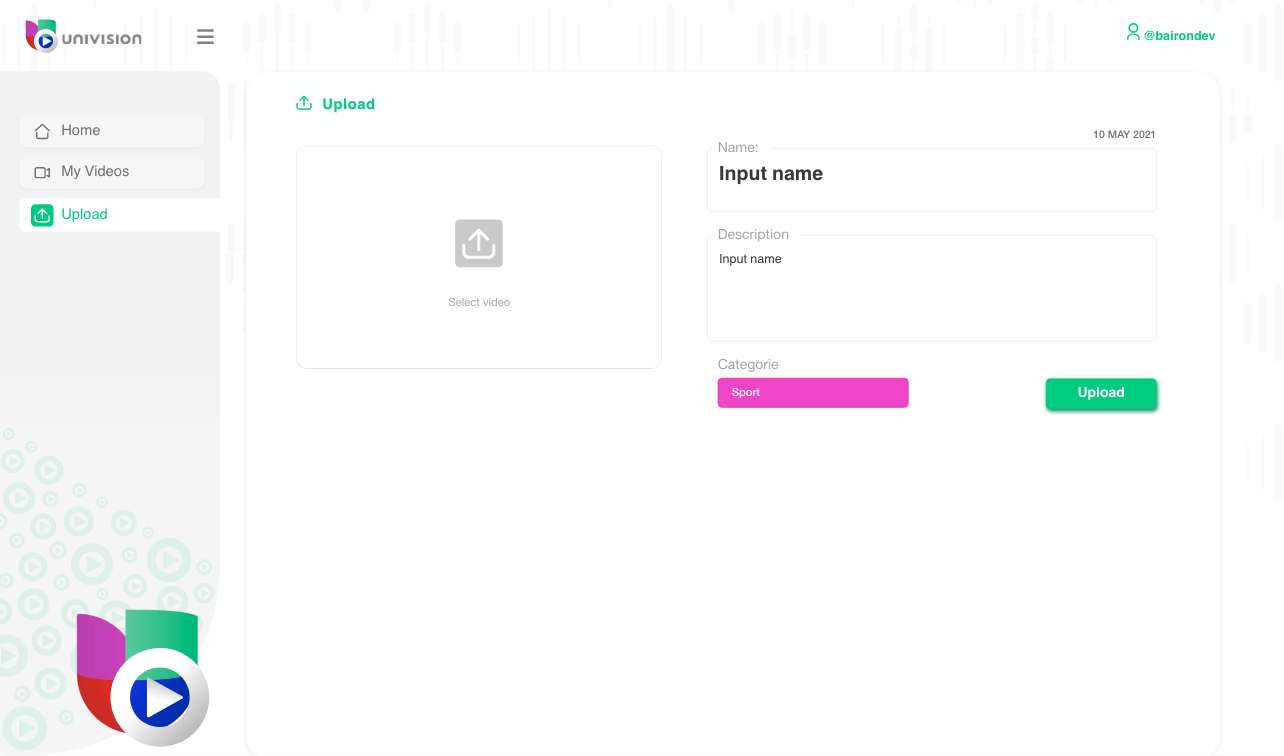 UNIVISION
@bairondev
Home
My Videos
Upload
Upload
10 MAY 2021
Name:
Input name
Description
Input name
Select video
Categorie
Sport
Upload